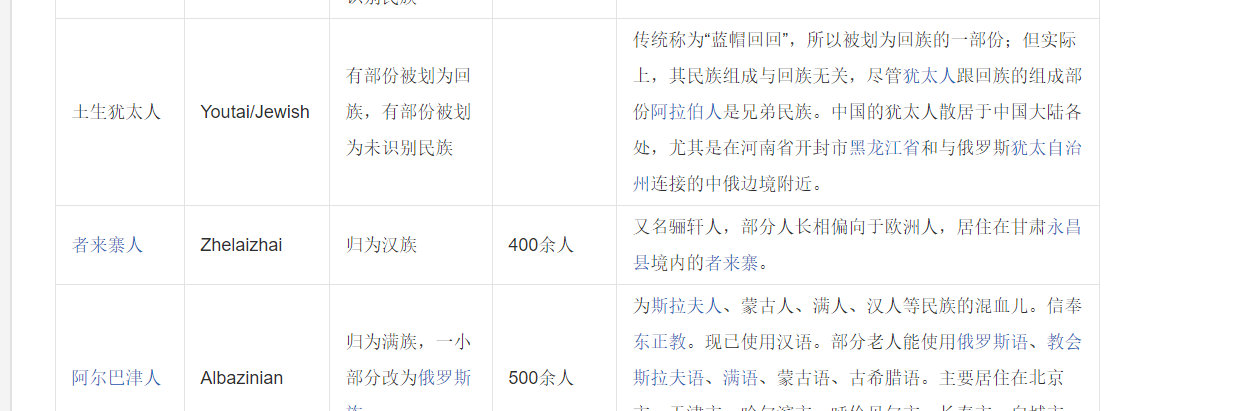 土生犹太人
Youtai/Jewish
有部份被划为回
族，有部份被划
为未识别民族
传统称为“蓝帽回回”，所以被划为回族的一部份；但实际
上，其民族组成与回族无关，尽管犹太人跟回族的组成部
份阿拉伯人是兄弟民族。中国的犹太人散居于中国大陆各
处，尤其是在河南省开封市黑龙江省和与俄罗斯犹太自治
州连接的中俄边境附近。
者来寨人
Zhelaizhai
归为汉族
400余人
又名骊轩人，部分人长相偏向于欧洲人，居住在甘肃永昌
县境内的者来寨。
阿尔巴津人
Albazinian
归为满族，一小
部分改为俄罗斯
500余人
为斯拉夫人、蒙古人、满人、汉人等民族的混血儿。信奉
东正教。现已使用汉语。部分老人能使用俄罗斯语、教会
斯拉夫语、满语、蒙古语、古希腊语。主要居住在北京